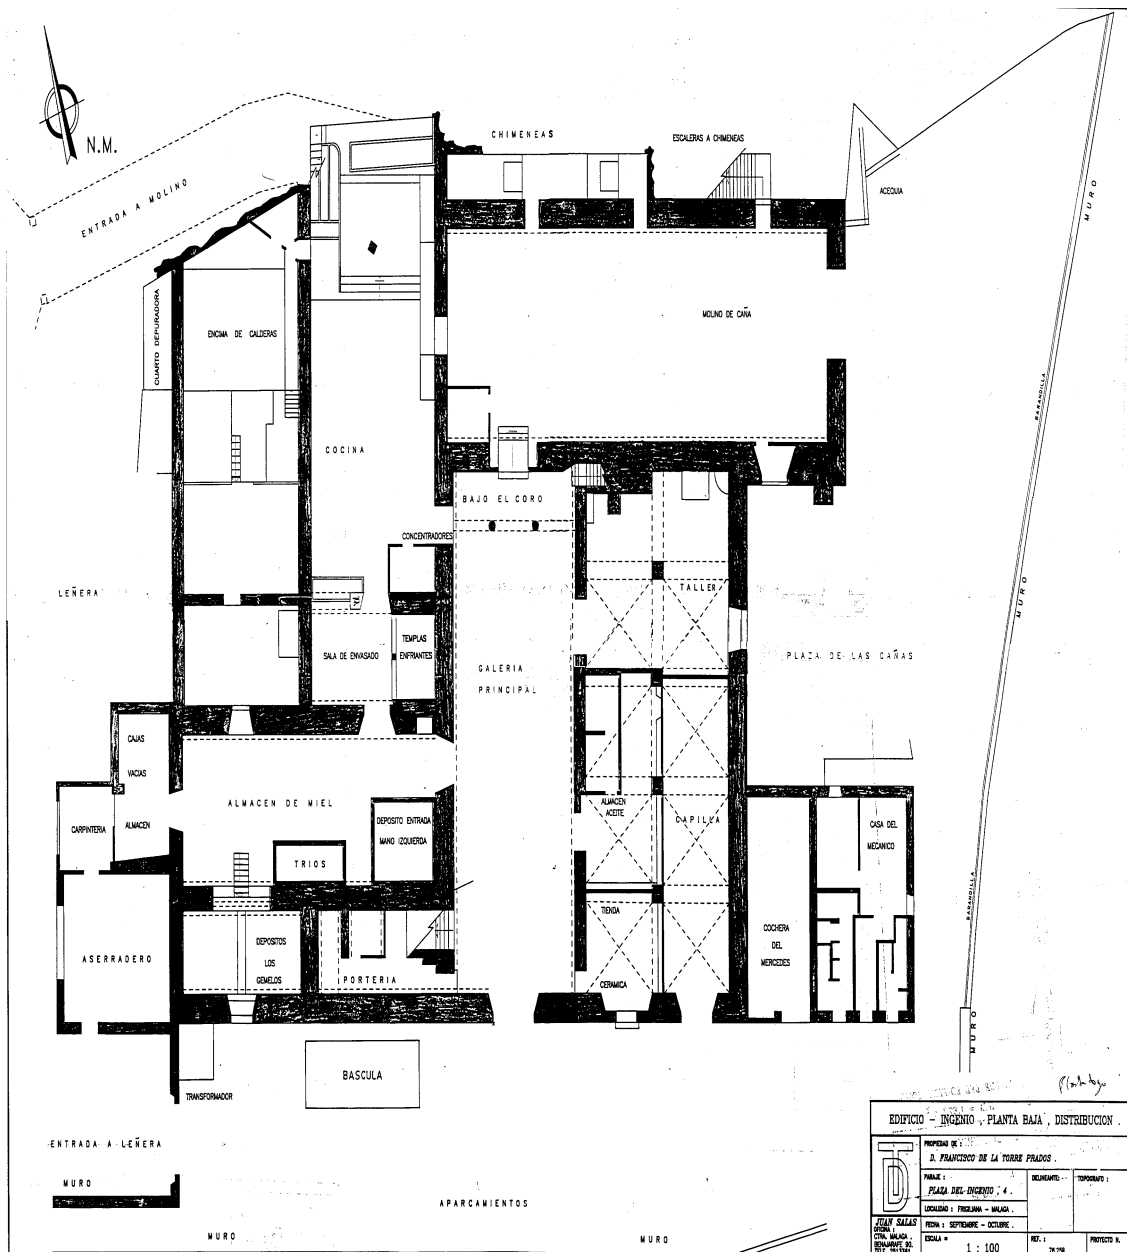 N.M.
ENTRADA A MOLINO
CHIMENEAS
ESCALERAS A CHIMENEAS
ACEQUIA
MURO
CUARTO DEPURADORA
ENCIMA DE CALDERAS
MOLINO DE CAÑA
BARANDILLA
COCINA
BAJO EL CORO
CONCENTRADORES
LEÑERA
TALLER
MURO
SALA DE ENVASADO
TEMPLAS
ENFRIANTES
GALERIA
PRINCIPAL
PLAZA DE LAS CAÑAS
CAJAS
VACIAS
ALMACEN DE MIEL
ALMACEN
ACEITE
CAPILLA
CARPINTERIA
ALMACEN
DEPOSITO ENTRADA
MANO IZQUIERDA
CASA DEL
MECANICO
TRIOS
BARANDILLA
TIENDA
COCHERA
DEL
MERCEDES
ASERRADERO
DEPOSITOS
LOS
GEMELOS
PORTERIA
CERAMICA
MURO
BASCULA
TRANSFORMADOR
ENTRADA A LEÑERA
MURO
APARCAMIENTOS
MURO
MURO
EDIFICIO - INGENIO , PLANTA BAJA , DISTRIBUCION .
PROPIEDAD DE :
D. FRANCISCO DE LA TORRE PRADOS .
PARAJE :
PLAZA DEL INGENIO , 4 .
DELINEANTE:
TOPOGRAFO :
LOCALIDAD : FRIGILIANA - MALAGA .
JUAN SALAS
OFICINA :
CTRA. MALAGA .
FECHA : SEPTIEMBRE - OCTUBRE .
ESCALA =
1 : 100
REF. :
PROYECTO N.